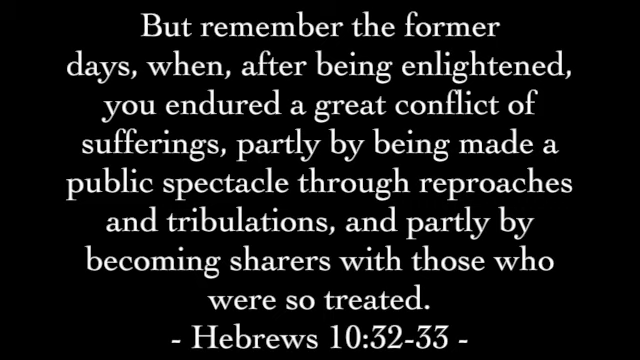 But remember the former
days, when, after being enlightened,
you endured a great conflict of
sufferings, partly by being made a
public spectacle through reproaches
and tribulations, and partly by
becoming sharers with those who
were so treated.
- Hebrews 10:32-33 -